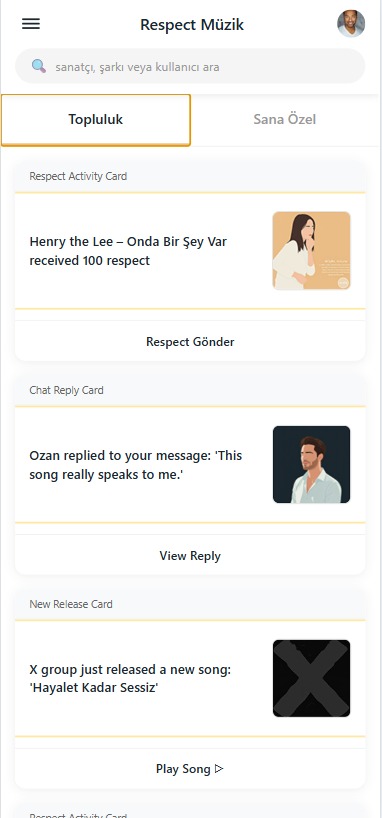 Respect Müzik
sanatçı, şarkı veya kullanıcı ara
Topluluk
Sana Özel
Respect Activity Card
Henry the Lee – Onda Bir Şey Var
received 100 respect
Respect Gönder
Chat Reply Card
Ozan replied to your message: 'This
song really speaks to me.'
View Reply
New Release Card
X group just released a new song:
'Hayalet Kadar Sessiz'
Play Song ▷
Respect Activity Card